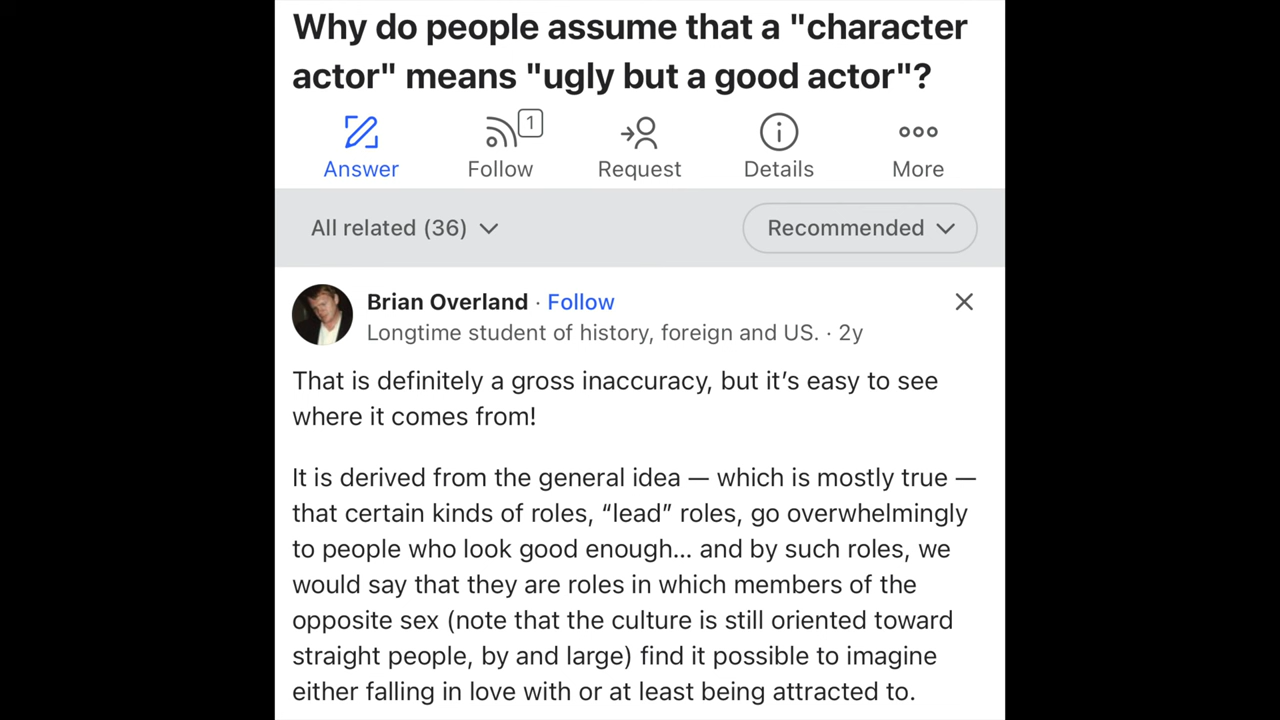 Why do people assume that a "character
actor" means "ugly but a good actor"?
1
Answer Follow Request Details More
All related (36) Recommended
Brian Overland · Follow
Longtime student of history, foreign and US. · 2y
That is definitely a gross inaccuracy, but it’s easy to see
where it comes from!
It is derived from the general idea — which is mostly true —
that certain kinds of roles, “lead” roles, go overwhelmingly
to people who look good enough... and by such roles, we
would say that they are roles in which members of the
opposite sex (note that the culture is still oriented toward
straight people, by and large) find it possible to imagine
either falling in love with or at least being attracted to.